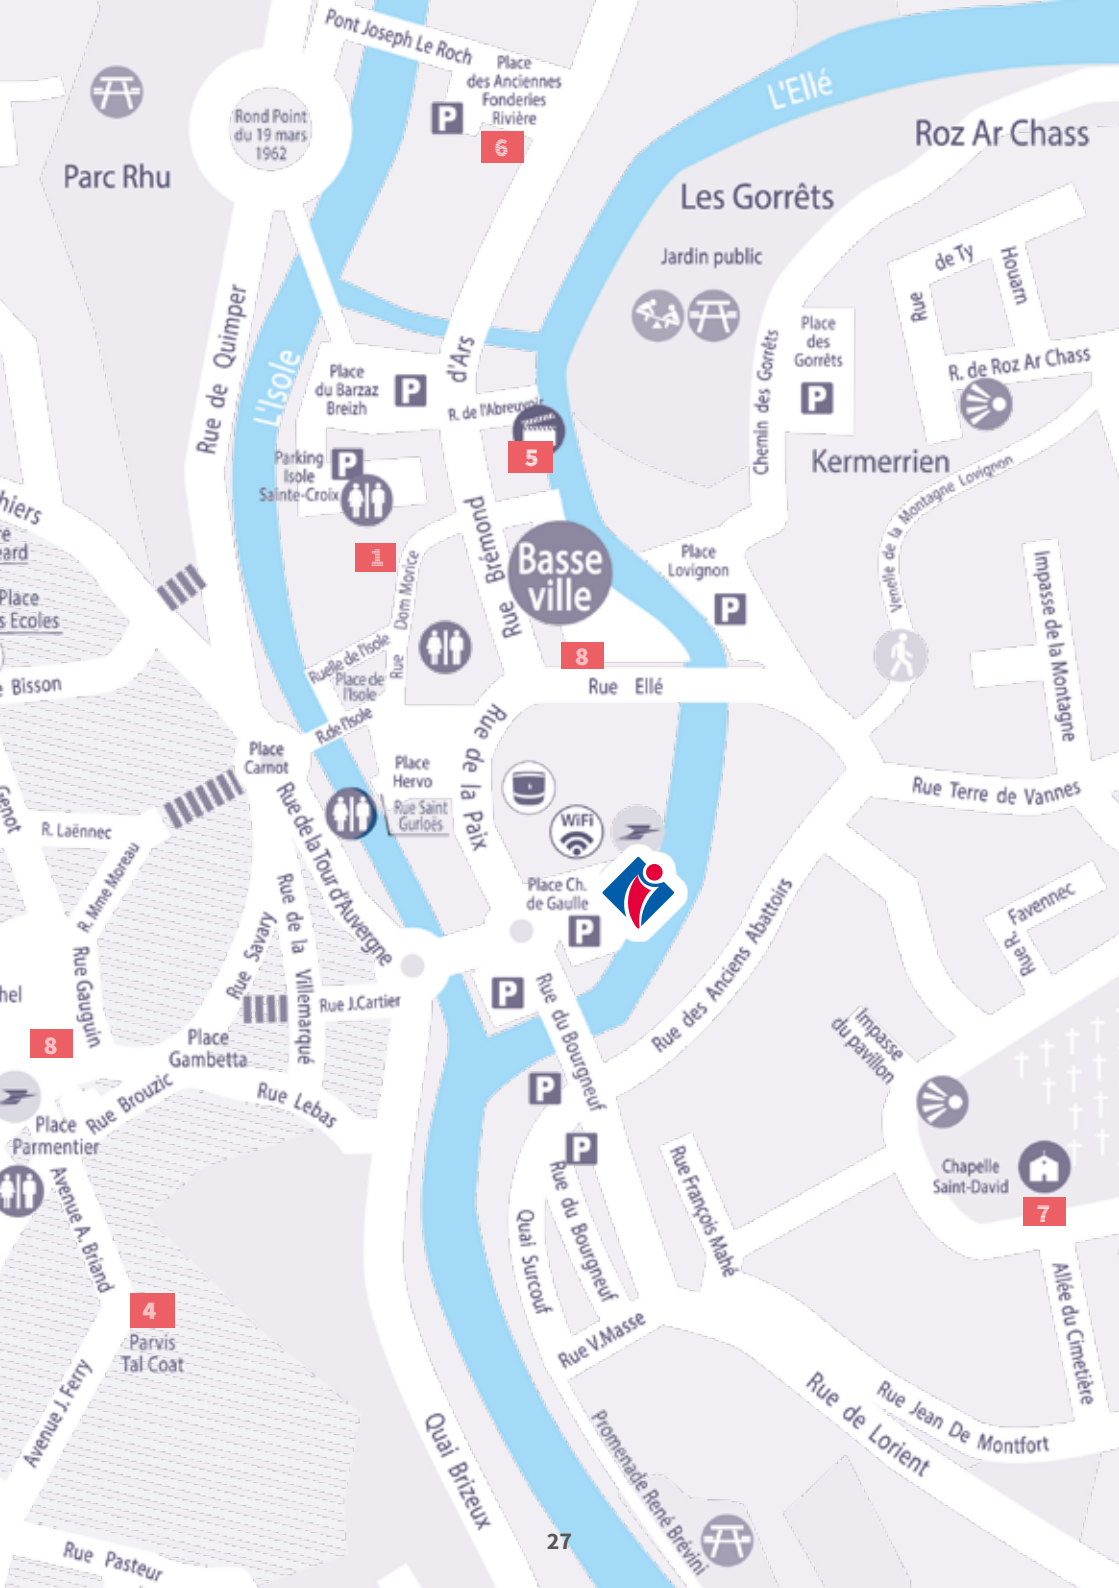 Pont Joseph Le Roch
Place
des Anciennes
Fonderies
Rivière
P
6
L'Ellé
Roz Ar Chass
Rond Point
du 19 mars
1962
Parc Rhu
Les Gorrêts
Jardin public
Rue de Ty
Houarn
Rue de Quimper
L'Isole
d'Ars
Place
des
Gorrêts
P
Chemin des Gorrêts
R. de Roz Ar Chass
Place
du Barzaz
Breizh
P
R. de l'Abreuvoir
5
Parking
Isole
Sainte-Croix
P
Kermerrien
Venelle de la Montagne Lovignon
hiers
eard
Place
s Ecoles
1
Rue Brémond
Basse
ville
Place
Lovignon
P
Impasse de la Montagne
Rue Dom Morice
Ruelle de l'Isole
Place de
l'Isole
R.de l'Isole
8
Rue Ellé
Bisson
Place
Carnot
Place
Hervo
Rue Saint
Gurloës
Rue de la Paix
WiFi
Rue Terre de Vannes
Genot
R. Laënnec
R. Mme Moreau
Rue de la Tour d'Auvergne
Place Ch.
de Gaulle
P
Rue des Anciens Abattoirs
Rue R. Favennec
Rue Gauguin
Rue Savary
Rue de la Villemarqué
Rue J.Cartier
P
Rue du Bourgneuf
hel
8
Place
Gambetta
Impasse
du pavillon
Rue Brouzic
Rue Lebas
P
Place
Parmentier
P
Rue du Bourgneuf
Rue François Mahé
Chapelle
Saint-David
7
Avenue A. Briand
Quai Surcouf
4
Parvis
Tal Coat
Rue V.Masse
Allée du Cimetière
Avenue J. Ferry
Rue de Lorient
Rue Jean De Montfort
Quai Brizeux
Promenade René Brévini
27
Rue Pasteur